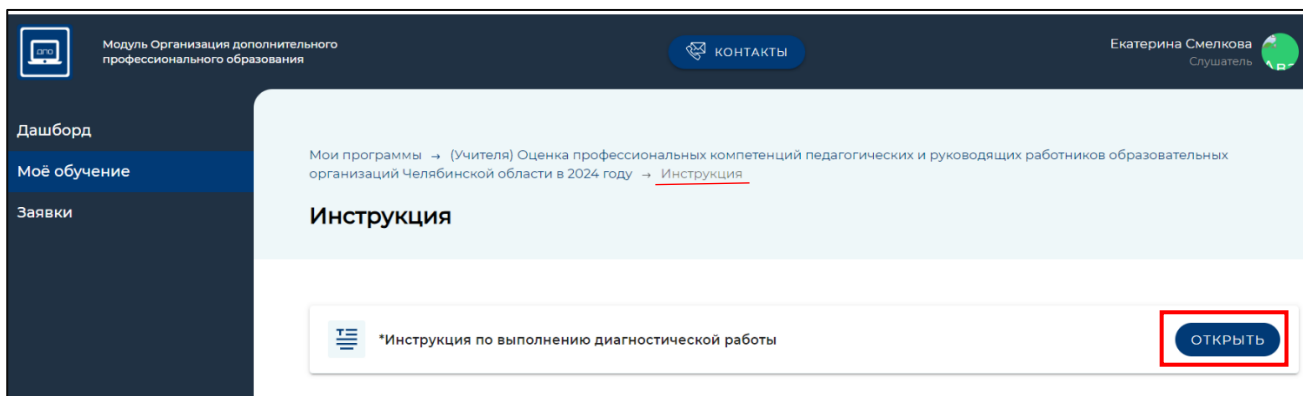 Модуль Организация дополнительного
профессионального образования
КОНТАКТЫ
Екатерина Смелкова
Слушатель
Дашборд
Моё обучение
Заявки
Мои программы → (Учителя) Оценка профессиональных компетенций педагогических и руководящих работников образовательных
организаций Челябинской области в 2024 году → Инструкция
Инструкция
*Инструкция по выполнению диагностической работы
ОТКРЫТЬ